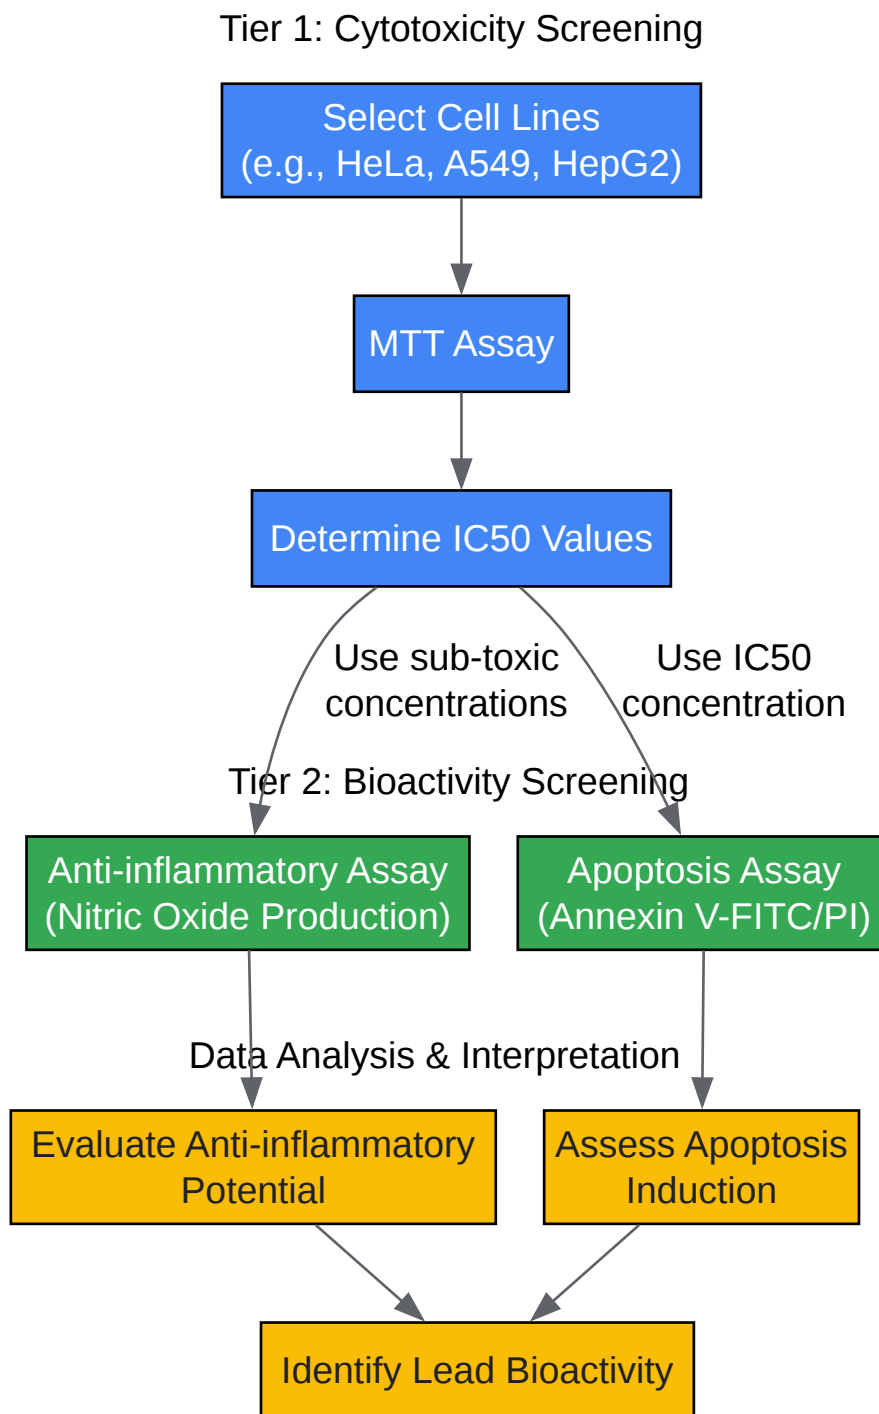 Tier 1: Cytotoxicity Screening
Select Cell Lines
(e.g., HeLa, A549, HepG2)
MTT Assay
Determine IC50 Values
Use sub-toxic
concentrations
Use IC50
concentration
Tier 2: Bioactivity Screening
Anti-inflammatory Assay
(Nitric Oxide Production)
Apoptosis Assay
(Annexin V-FITC/PI)
Data Analysis & Interpretation
Evaluate Anti-inflammatory
Potential
Assess Apoptosis
Induction
Identify Lead Bioactivity